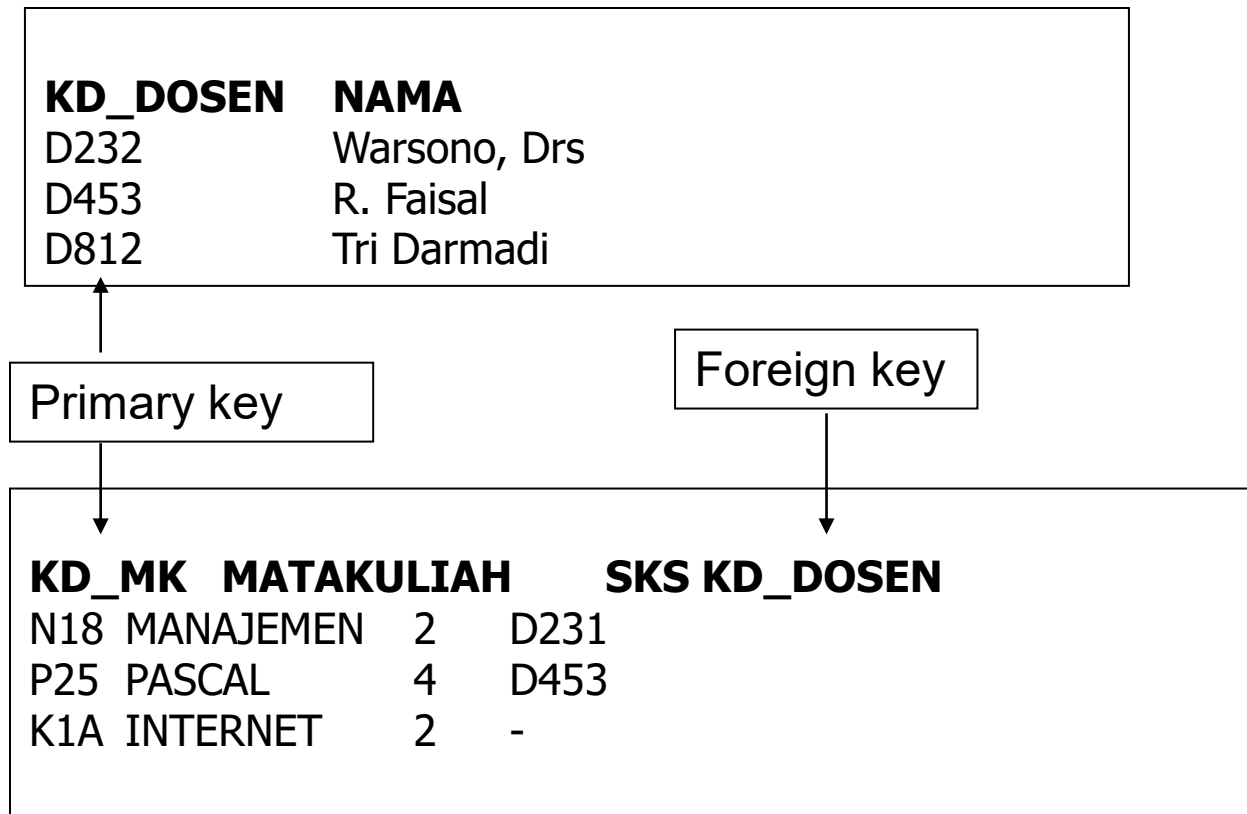 KD_DOSEN NAMA
D232 Warsono, Drs
D453 R. Faisal
D812 Tri Darmadi
Primary key
Foreign key
KD_MK MATAKULIAH SKS KD_DOSEN
N18 MANAJEMEN 2 D231
P25 PASCAL 4 D453
K1A INTERNET 2 -